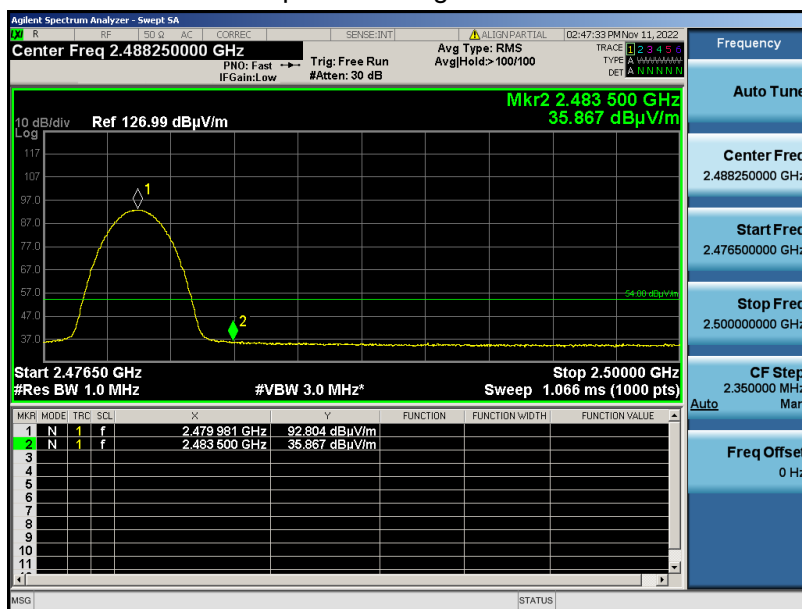 Agilent Spectrum Analyzer - Swept SA
LXI R RF 50 Ω AC CORREC SENSE:INT ALIGN PARTIAL 02:47:33 PM Nov 11, 2022
Center Freq 2.488250000 GHz
PNO: Fast
IFGain:Low
Trig: Free Run
#Atten: 30 dB
Avg Type: RMS
Avg|Hold:>100/100
TRACE 1 2 3 4 5 6
TYPE A WWWWW
DET A N N N N N
Mkr2 2.483 500 GHz
35.867 dBµV/m
10 dB/div Ref 126.99 dBµV/m
Log
117
107
97.0
87.0
77.0
67.0
57.0
47.0
37.0
1
2
54.00 dBµV/m
Start 2.47650 GHz Stop 2.50000 GHz
#Res BW 1.0 MHz #VBW 3.0 MHz* Sweep 1.066 ms (1000 pts)
MKR MODE TRC SCL X Y FUNCTION FUNCTION WIDTH FUNCTION VALUE
1 N 1 f 2.479 981 GHz 92.804 dBµV/m
2 N 1 f 2.483 500 GHz 35.867 dBµV/m
3
4
5
6
7
8
9
10
11
MSG STATUS
Frequency
Auto Tune
Center Freq
2.488250000 GHz
Start Freq
2.476500000 GHz
Stop Freq
2.500000000 GHz
CF Step
2.350000 MHz
Auto Man
Freq Offset
0 Hz